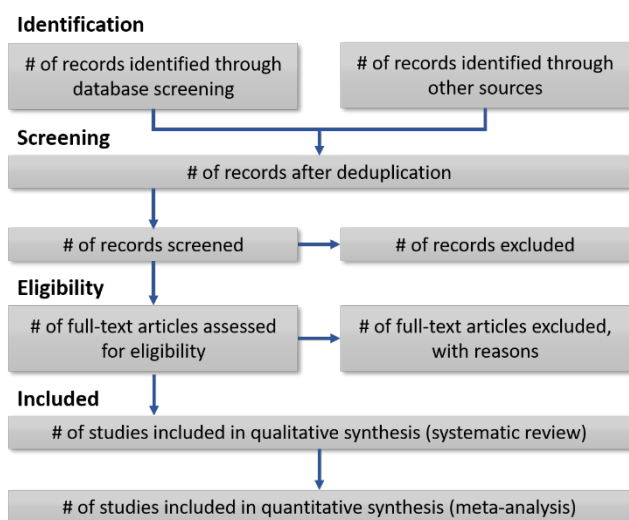 Identification
# of records identified through
database screening
# of records identified through
other sources
Screening
# of records after deduplication
# of records screened
# of records excluded
Eligibility
# of full-text articles assessed
for eligibility
# of full-text articles excluded,
with reasons
Included
# of studies included in qualitative synthesis (systematic review)
# of studies included in quantitative synthesis (meta-analysis)